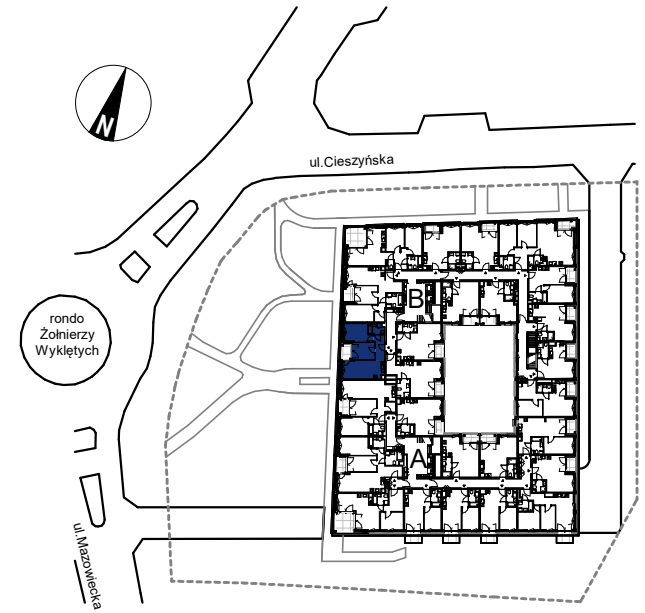 N
ul.Cieszyńska
B
rondo
Żołnierzy
Wyklętych
A
ul.Mazowiecka